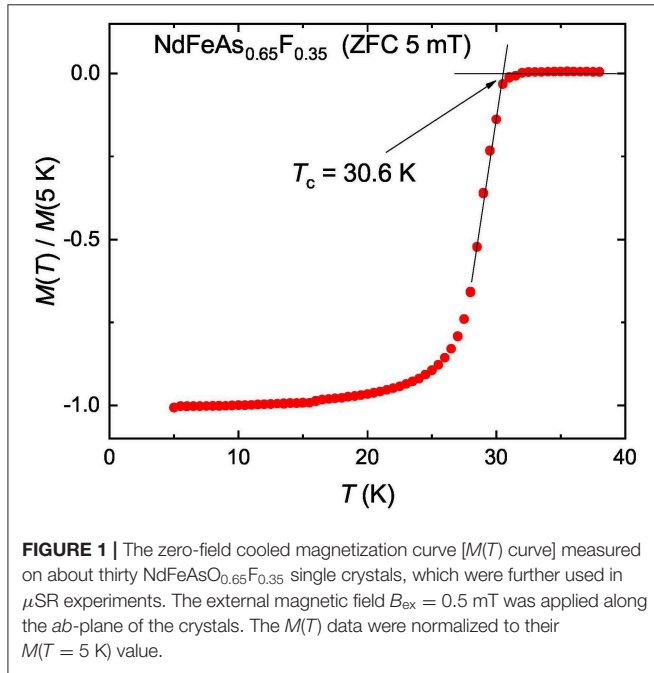 NdFeAs0.65F0.35 (ZFC 5 mT)
0.0
Tc = 30.6 K
-0.5
-1.0
M(T) / M(5 K)
0 10 20 30 40
T (K)
FIGURE 1 | The zero-field cooled magnetization curve [M(T) curve] measured
on about thirty NdFeAsO0.65F0.35 single crystals, which were further used in
μSR experiments. The external magnetic field Bex = 0.5 mT was applied along
the ab-plane of the crystals. The M(T) data were normalized to their
M(T = 5 K) value.